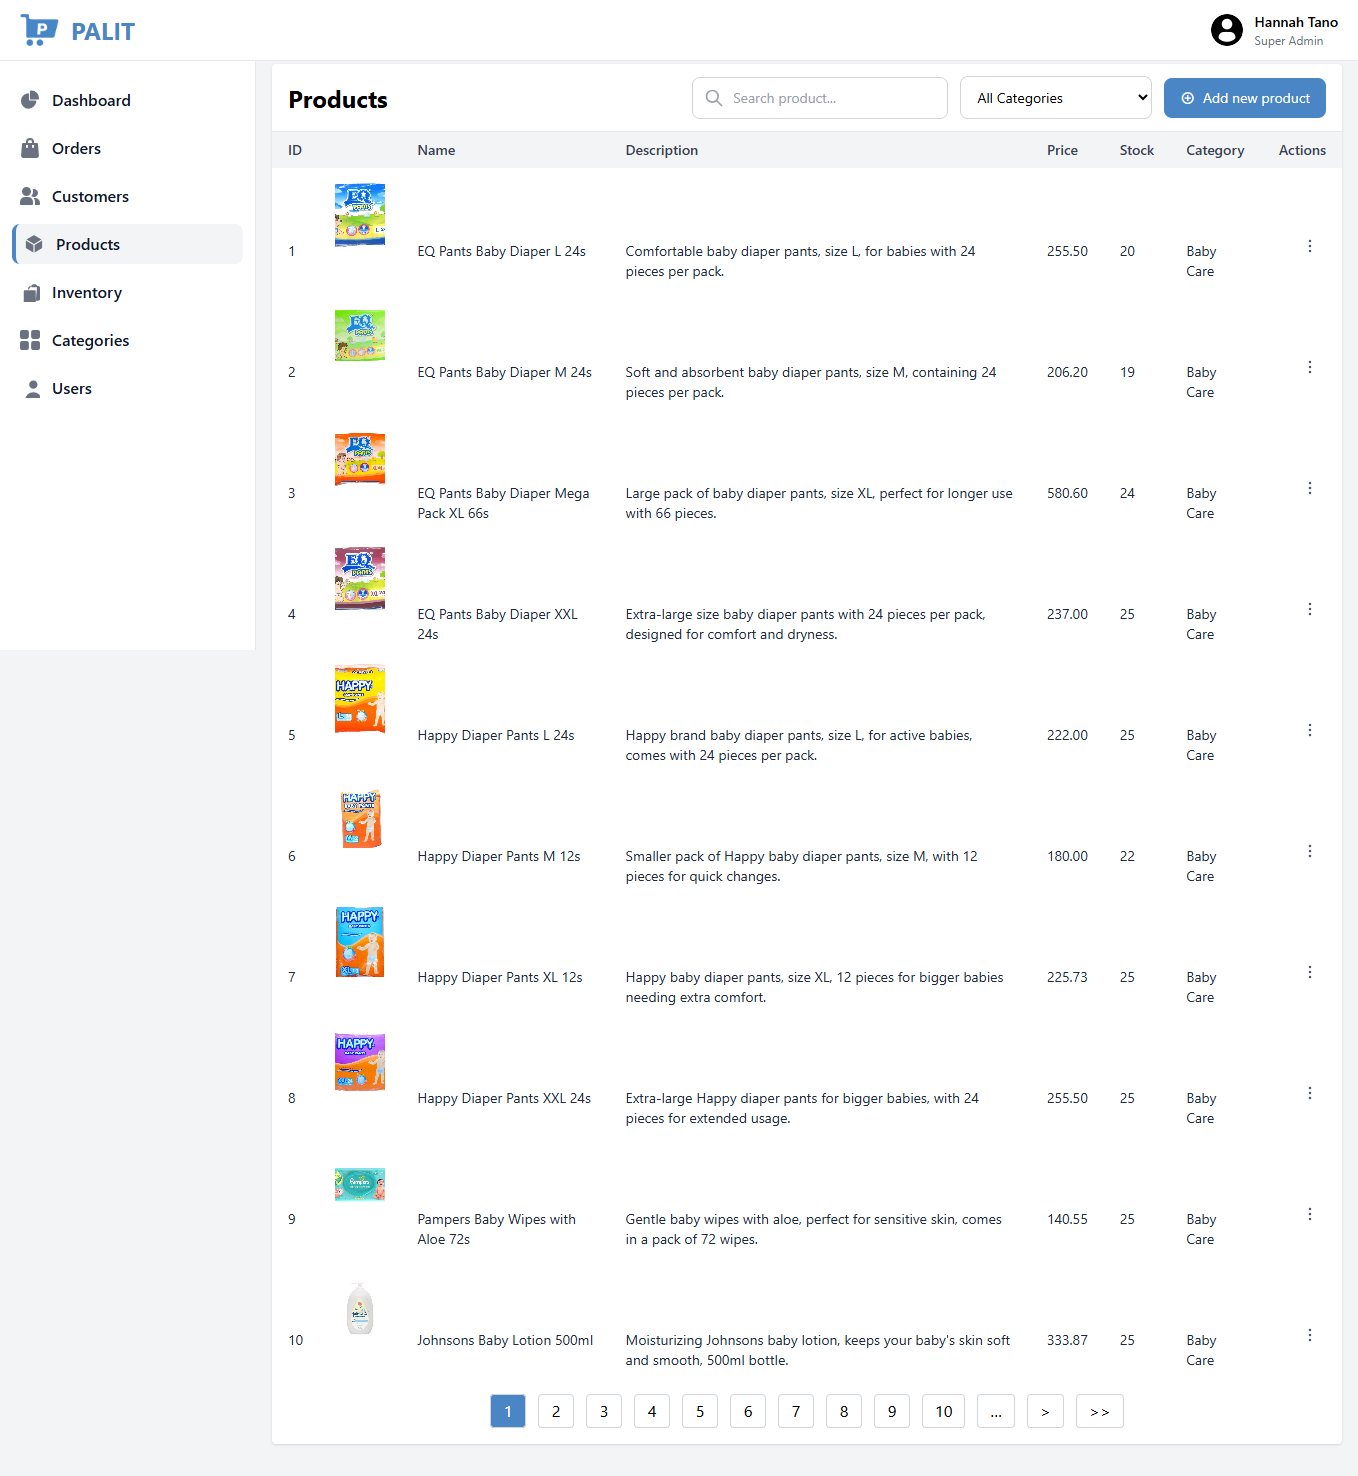 P PALIT
Hannah Tano
Super Admin
Dashboard
Orders
Customers
Products
Inventory
Categories
Users
Products
Search product...
All Categories
Add new product
ID Name Description Price Stock Category Actions
EQ
PANTS
1 EQ Pants Baby Diaper L 24s Comfortable baby diaper pants, size L, for babies with 24 255.50 20 Baby
pieces per pack. Care
EQ
PANTS
2 EQ Pants Baby Diaper M 24s Soft and absorbent baby diaper pants, size M, containing 24 206.20 19 Baby
pieces per pack. Care
EQ
PANTS
3 EQ Pants Baby Diaper Mega Large pack of baby diaper pants, size XL, perfect for longer use 580.60 24 Baby
Pack XL 66s with 66 pieces. Care
EQ
PANTS
4 EQ Pants Baby Diaper XXL Extra-large size baby diaper pants with 24 pieces per pack, 237.00 25 Baby
24s designed for comfort and dryness. Care
HAPPY
5 Happy Diaper Pants L 24s Happy brand baby diaper pants, size L, for active babies, 222.00 25 Baby
comes with 24 pieces per pack. Care
HAPPY
6 Happy Diaper Pants M 12s Smaller pack of Happy baby diaper pants, size M, with 12 180.00 22 Baby
pieces for quick changes. Care
HAPPY
7 Happy Diaper Pants XL 12s Happy baby diaper pants, size XL, 12 pieces for bigger babies 225.73 25 Baby
needing extra comfort. Care
HAPPY
8 Happy Diaper Pants XXL 24s Extra-large Happy diaper pants for bigger babies, with 24 255.50 25 Baby
pieces for extended usage. Care
Pampers
9 Pampers Baby Wipes with Gentle baby wipes with aloe, perfect for sensitive skin, comes 140.55 25 Baby
Aloe 72s in a pack of 72 wipes. Care
10 Johnsons Baby Lotion 500ml Moisturizing Johnsons baby lotion, keeps your baby's skin soft 333.87 25 Baby
and smooth, 500ml bottle. Care
1 2 3 4 5 6 7 8 9 10 ... > >>